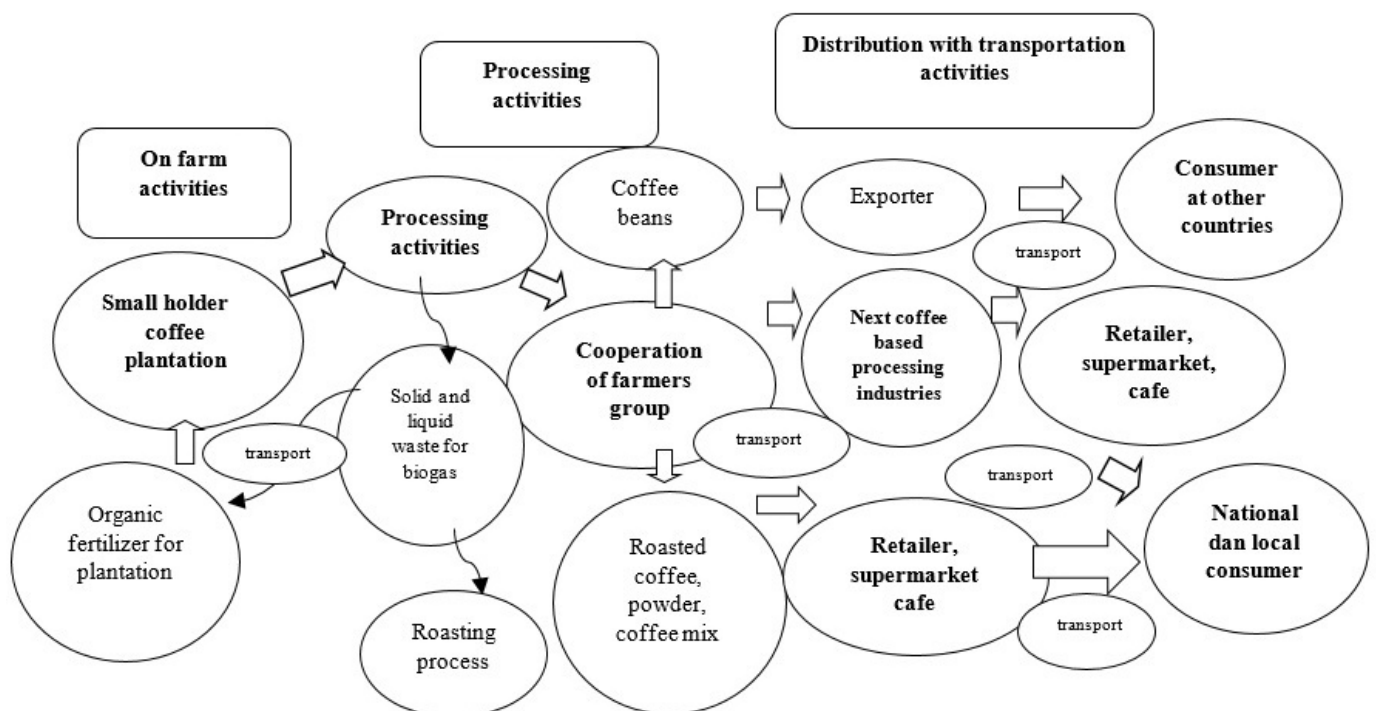 Distribution with transportation
activities
Processing
activities
On farm
activities
Coffee
beans
Exporter
Consumer
at other
countries
Processing
activities
transport
Small holder
coffee
plantation
Next coffee
based
processing
industries
Retailer,
supermarket,
cafe
Cooperation
of farmers
group
Solid and
liquid
waste for
biogas
transport
transport
transport
Organic
fertilizer for
plantation
Roasted
coffee,
powder,
coffee mix
Retailer,
supermarket
cafe
National
dan local
consumer
transport
Roasting
process